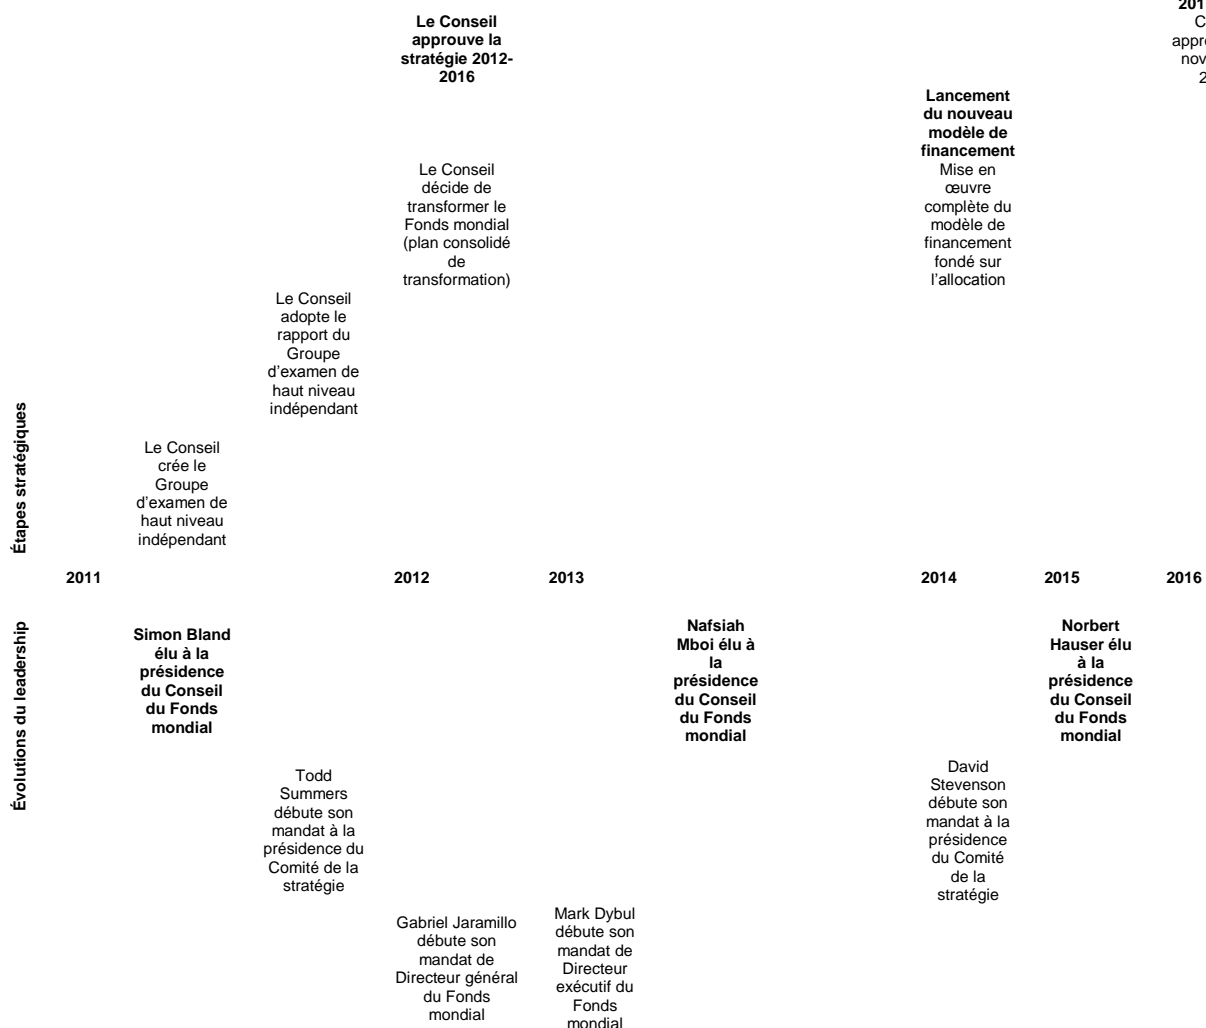 Le Conseil
approuve la
stratégie 2012-
2016
Lancement
du nouveau
modèle de
financement
Mise en
œuvre
complète du
modèle de
financement
fondé sur
l’allocation
Le Conseil
décide de
transformer le
Fonds mondial
(plan consolidé
de
transformation)
Le Conseil
adopte le
rapport du
Groupe
d’examen de
haut niveau
indépendant
Étapes stratégiques
Le Conseil
crée le
Groupe
d’examen de
haut niveau
indépendant
2011 2012 2013 2014 2015 2016
Évolutions du leadership
Simon Bland
élu à la
présidence
du Conseil
du Fonds
mondial
Nafsiah
Mboi élu à
la
présidence
du Conseil
du Fonds
mondial
Norbert
Hauser élu
à la
présidence
du Conseil
du Fonds
mondial
Todd
Summers
débute son
mandat à la
présidence du
Comité de la
stratégie
David
Stevenson
débute son
mandat à la
présidence
du Comité
de la
stratégie
Gabriel Jaramillo
débute son
mandat de
Directeur général
du Fonds
mondial
Mark Dybul
débute son
mandat de
Directeur
exécutif du
Fonds
mondial